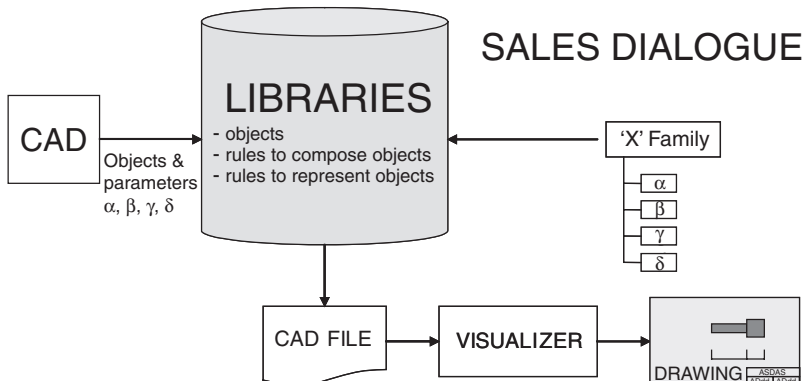 SALES DIALOGUE
LIBRARIES
- objects
- rules to compose objects
- rules to represent objects
CAD
Objects &
parameters
α, β, γ, δ
‘X’ Family
α
β
γ
δ
CAD FILE
VISUALIZER
DRAWING
ASDAS